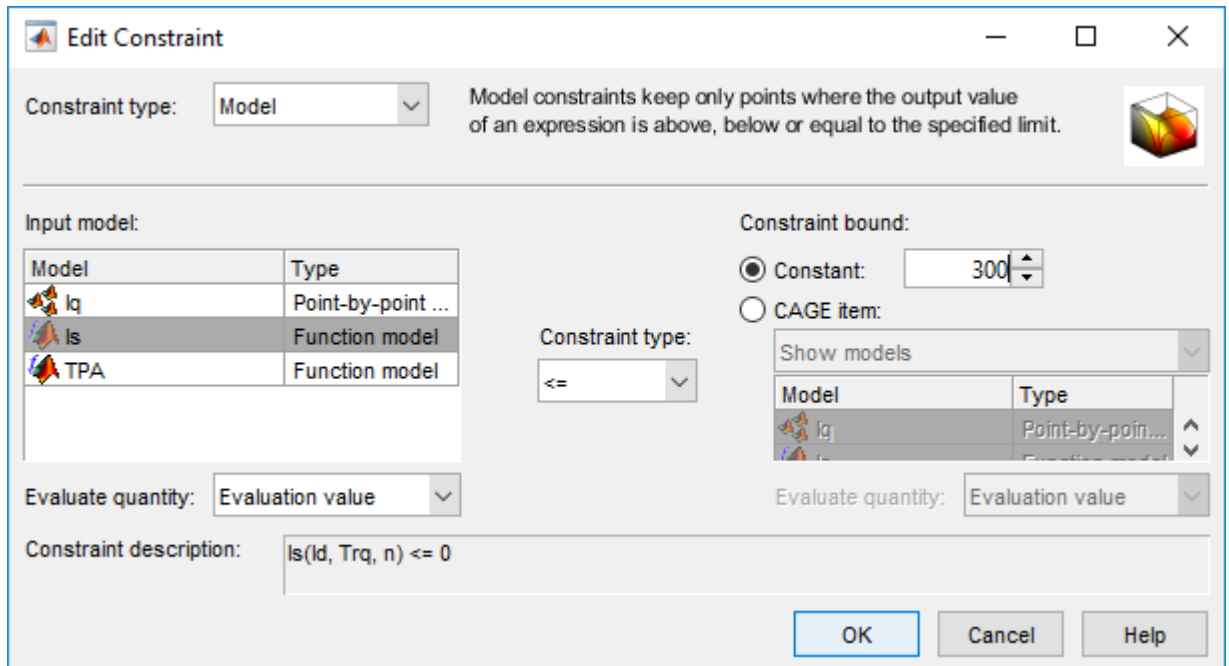 Edit Constraint
Constraint type: Model
Model constraints keep only points where the output value
of an expression is above, below or equal to the specified limit.
Input model:
Model Type
Iq Point-by-point ...
Is Function model
TPA Function model
Constraint type:
<=
Constraint bound:
Constant: 300
CAGE item:
Show models
Model Type
Iq Point-by-poin...
Is Function model
Evaluate quantity: Evaluation value
Evaluate quantity: Evaluation value
Constraint description: Is(Id, Trq, n) <= 0
OK Cancel Help